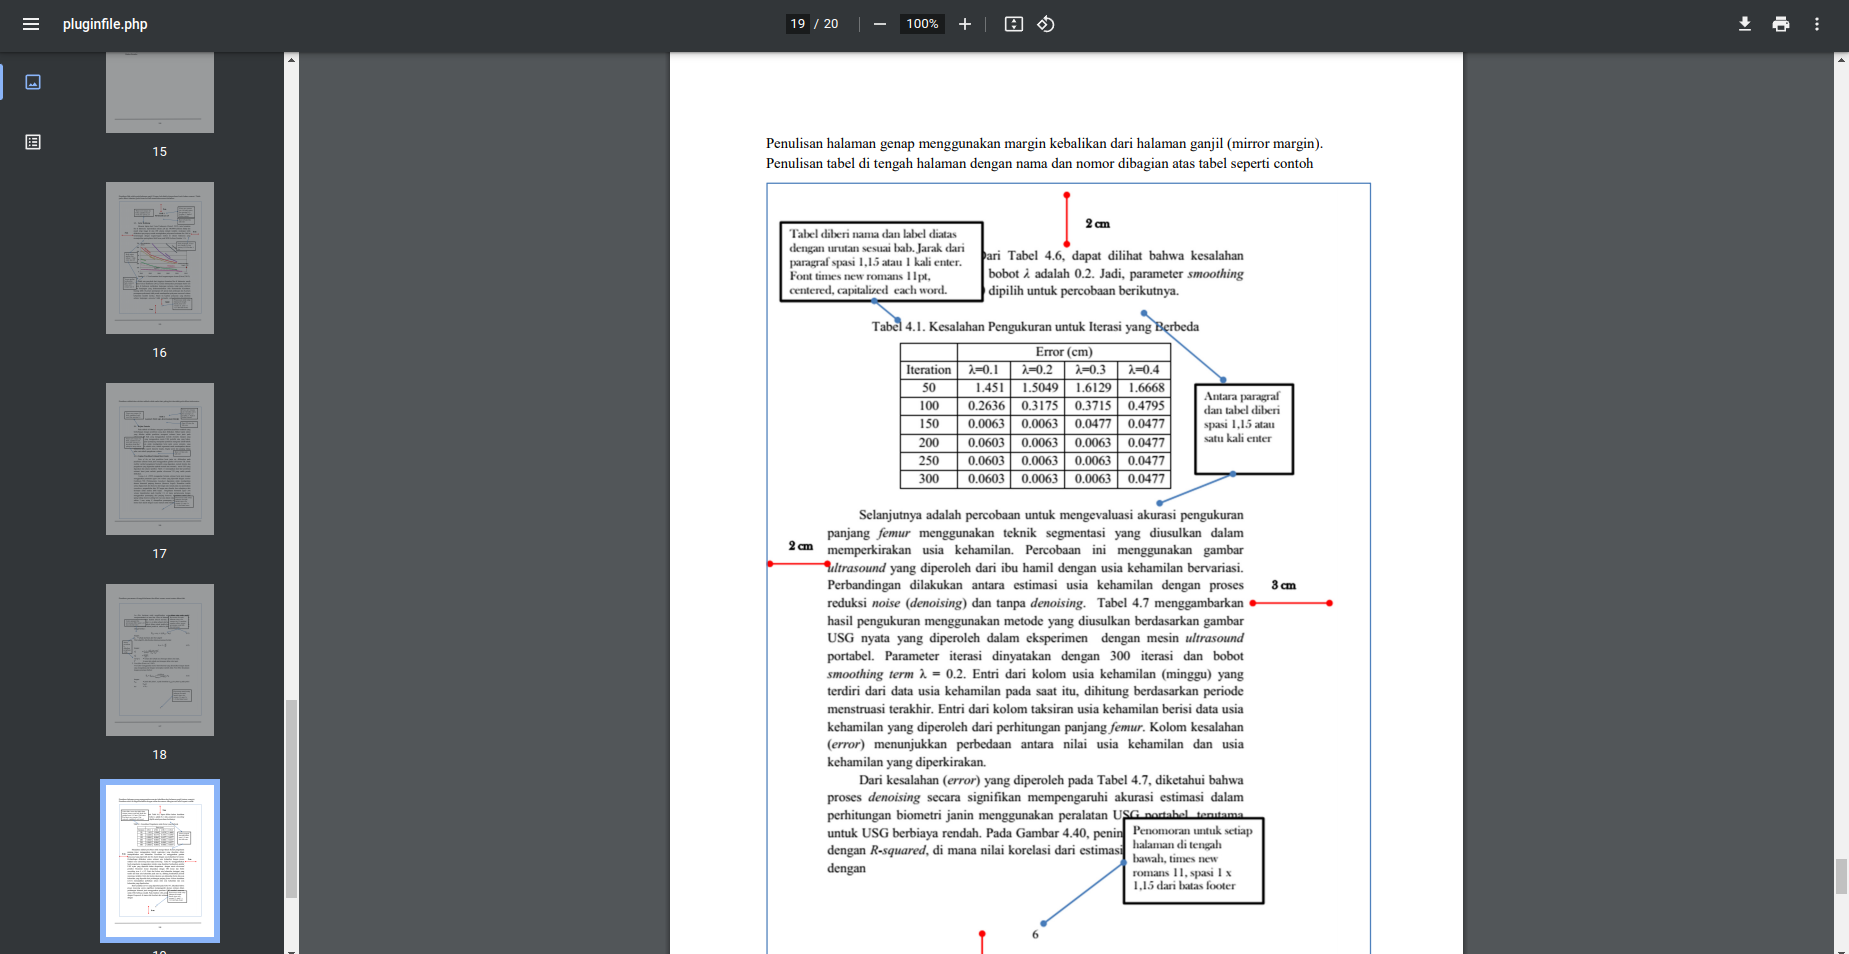 pluginfile.php
19 / 20
100%
15
16
17
18
Penulisan halaman genap menggunakan margin kebalikan dari halaman ganjil (mirror margin).
Penulisan tabel di tengah halaman dengan nama dan nomor dibagian atas tabel seperti contoh
2 cm
Tabel diberi nama dan label diatas
dengan urutan sesuai bab. Jarak dari
paragraf spasi 1,15 atau 1 kali enter.
Font times new romans 11pt,
centered, capitalized each word.
Dari Tabel 4.6, dapat dilihat bahwa kesalahan
bobot λ adalah 0.2. Jadi, parameter smoothing
dipilih untuk percobaan berikutnya.
Tabel 4.1. Kesalahan Pengukuran untuk Iterasi yang Berbeda
Error (cm)
Iteration λ=0.1 λ=0.2 λ=0.3 λ=0.4
50 1.451 1.5049 1.6129 1.6668
100 0.2636 0.3175 0.3715 0.4795
150 0.0063 0.0063 0.0477 0.0477
200 0.0603 0.0063 0.0063 0.0477
250 0.0603 0.0063 0.0063 0.0477
300 0.0603 0.0063 0.0063 0.0477
Antara paragraf
dan tabel diberi
spasi 1,15 atau
satu kali enter
Selanjutnya adalah percobaan untuk mengevaluasi akurasi pengukuran
panjang femur menggunakan teknik segmentasi yang diusulkan dalam
memperkirakan usia kehamilan. Percobaan ini menggunakan gambar
ultrasound yang diperoleh dari ibu hamil dengan usia kehamilan bervariasi.
Perbandingan dilakukan antara estimasi usia kehamilan dengan proses
reduksi noise (denoising) dan tanpa denoising. Tabel 4.7 menggambarkan
hasil pengukuran menggunakan metode yang diusulkan berdasarkan gambar
USG nyata yang diperoleh dalam eksperimen dengan mesin ultrasound
portabel. Parameter iterasi dinyatakan dengan 300 iterasi dan bobot
smoothing term λ = 0.2. Entri dari kolom usia kehamilan (minggu) yang
terdiri dari data usia kehamilan pada saat itu, dihitung berdasarkan periode
menstruasi terakhir. Entri dari kolom taksiran usia kehamilan berisi data usia
kehamilan yang diperoleh dari perhitungan panjang femur. Kolom kesalahan
(error) menunjukkan perbedaan antara nilai usia kehamilan dan usia
kehamilan yang diperkirakan.
2 cm
3 cm
Dari kesalahan (error) yang diperoleh pada Tabel 4.7, diketahui bahwa
proses denoising secara signifikan mempengaruhi akurasi estimasi dalam
perhitungan biometri janin menggunakan peralatan USG portabel, terutama
untuk USG berbiaya rendah. Pada Gambar 4.40, penin
dengan R-squared, di mana nilai korelasi dari estimasi
dengan
Penomoran untuk setiap
halaman di tengah
bawah, times new
romans 11, spasi 1 x
1,15 dari batas footer
6